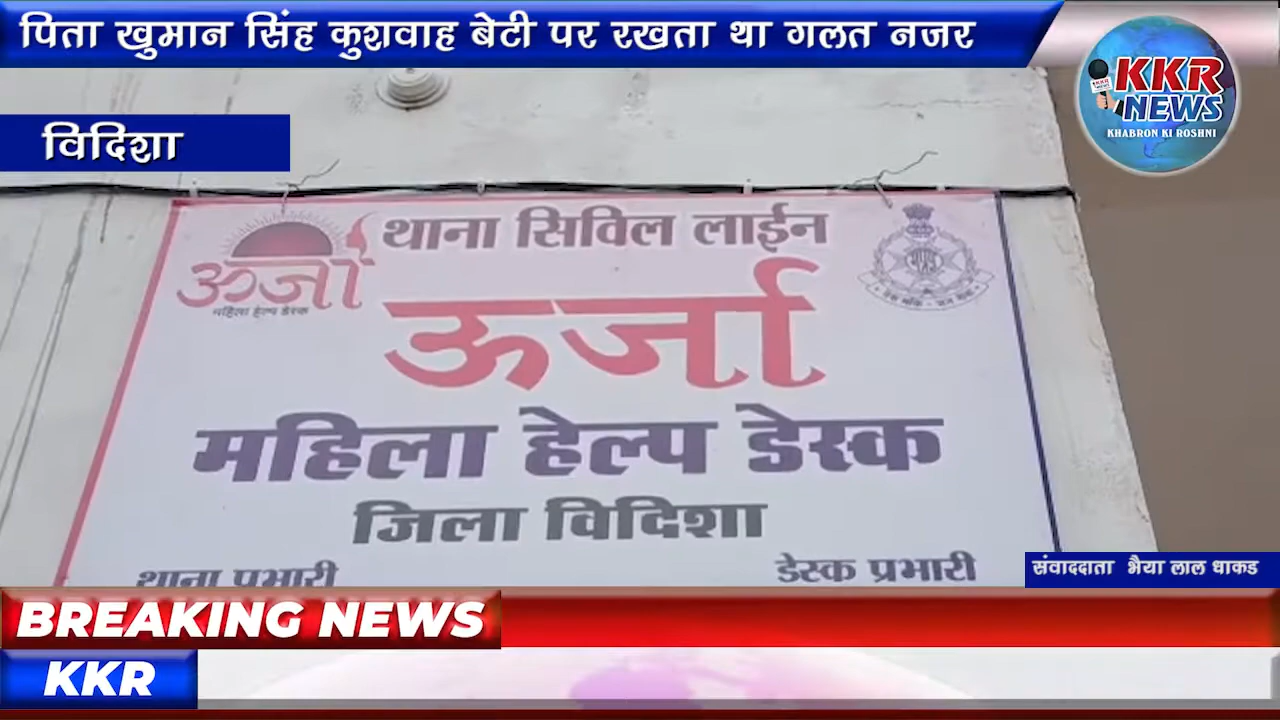 पिता खुमान सिंह कुशवाह बेटी पर रखता था गलत नजर
KKR
NEWS
KHABRON KI ROSHNI
विदिशा
थाना सिविल लाईन
ऊर्जा
महिला हेल्प डेस्क
ऊर्जा
महिला हेल्प डेस्क
जिला विदिशा
थाना प्रभारी
डेस्क प्रभारी
संवाददाता भैया लाल धाकड
BREAKING NEWS
KKR